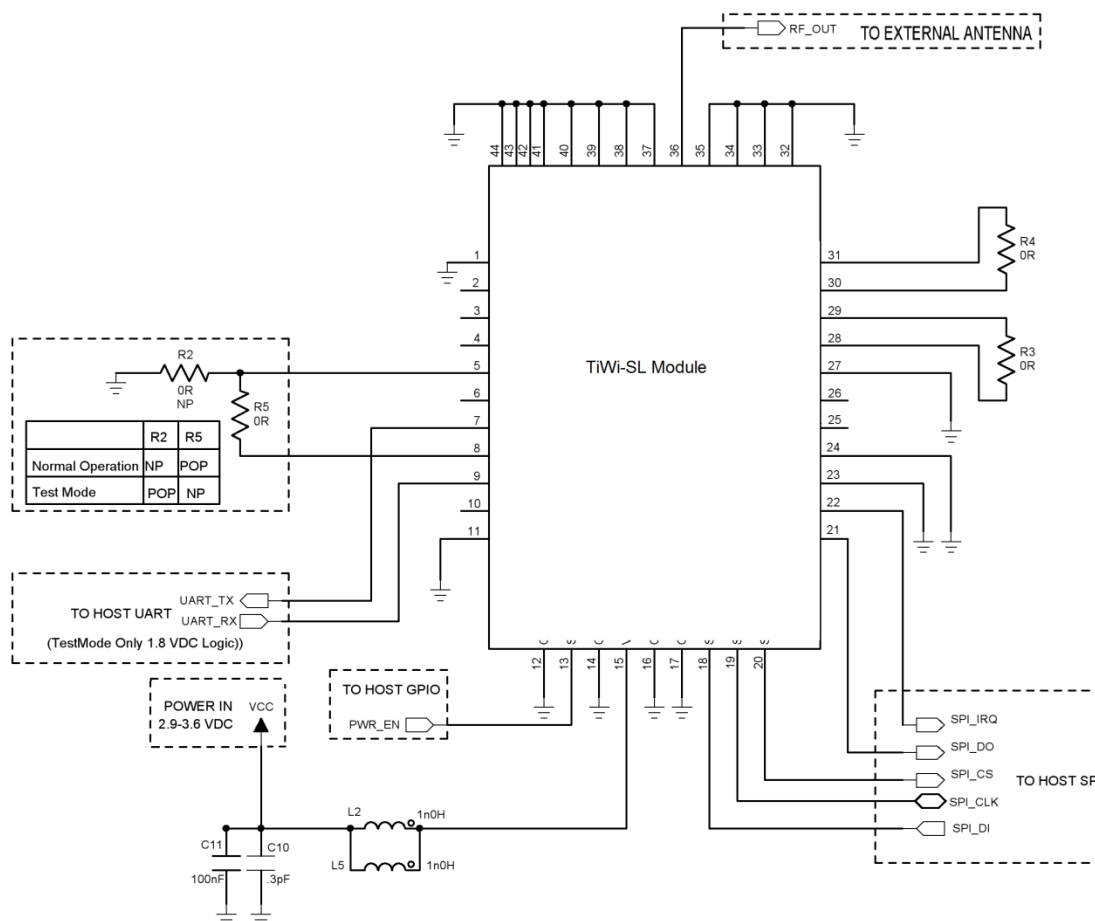 RF_OUT TO EXTERNAL ANTENNA
44 43 42 41 40 39 38 37 36 35 34 33 32
1
2
3
4
5
6
7
8
9
10
11
31
30
29
28
27
26
25
24
23
22
21
R4
0R
R3
0R
TiWi-SL Module
R2
0R
NP
R5
0R
R2 R5
Normal Operation NP POP
Test Mode POP NP
UART_TX
TO HOST UART
UART_RX
(TestMode Only 1.8 VDC Logic))
12 13 14 15 16 17 18 19 20
POWER IN VCC
2.9-3.6 VDC
TO HOST GPIO
PWR_EN
SPI_IRQ
SPI_DO
SPI_CS
TO HOST SP
SPI_CLK
SPI_DI
L2 1n0H
L5 1n0H
C11 C10
100nF .3pF